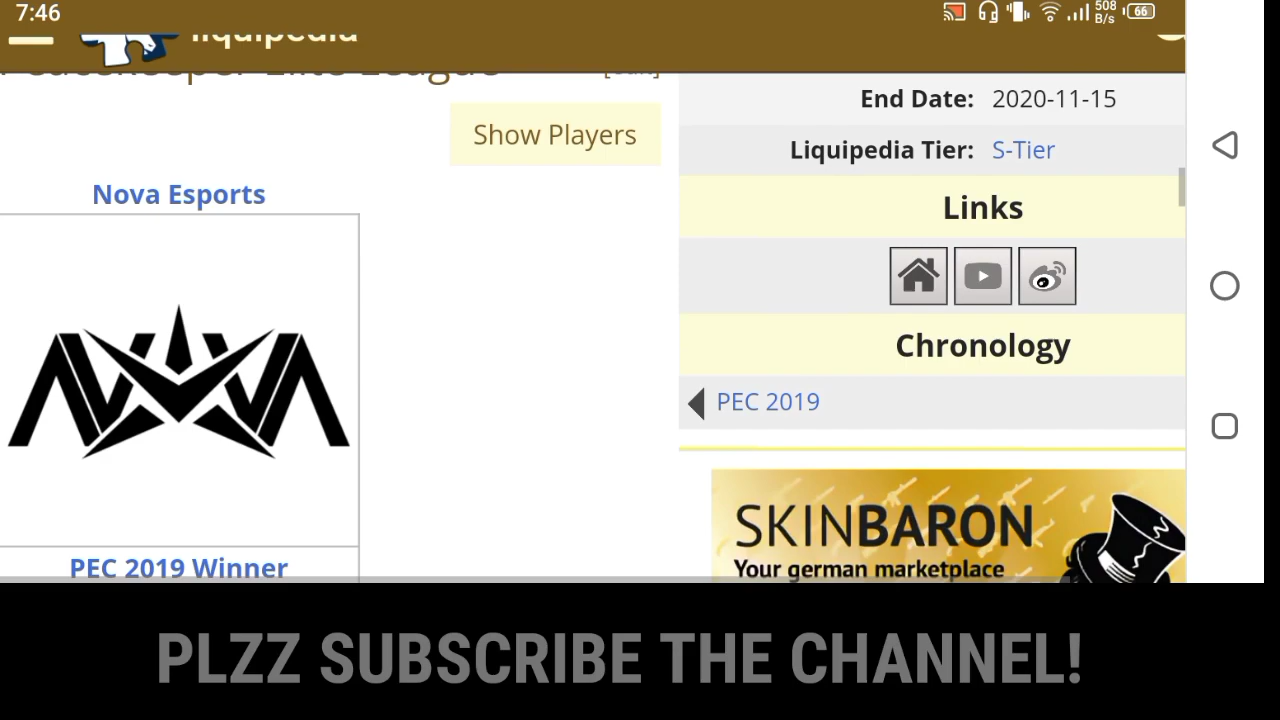 7:46
508
B/s
66
liquipedia
[edit]
Show Players
Nova Esports
PEC 2019 Winner
End Date: 2020-11-15
Liquipedia Tier: S-Tier
Links
Chronology
PEC 2019
SKINBARON
Your german marketplace
PLZZ SUBSCRIBE THE CHANNEL!